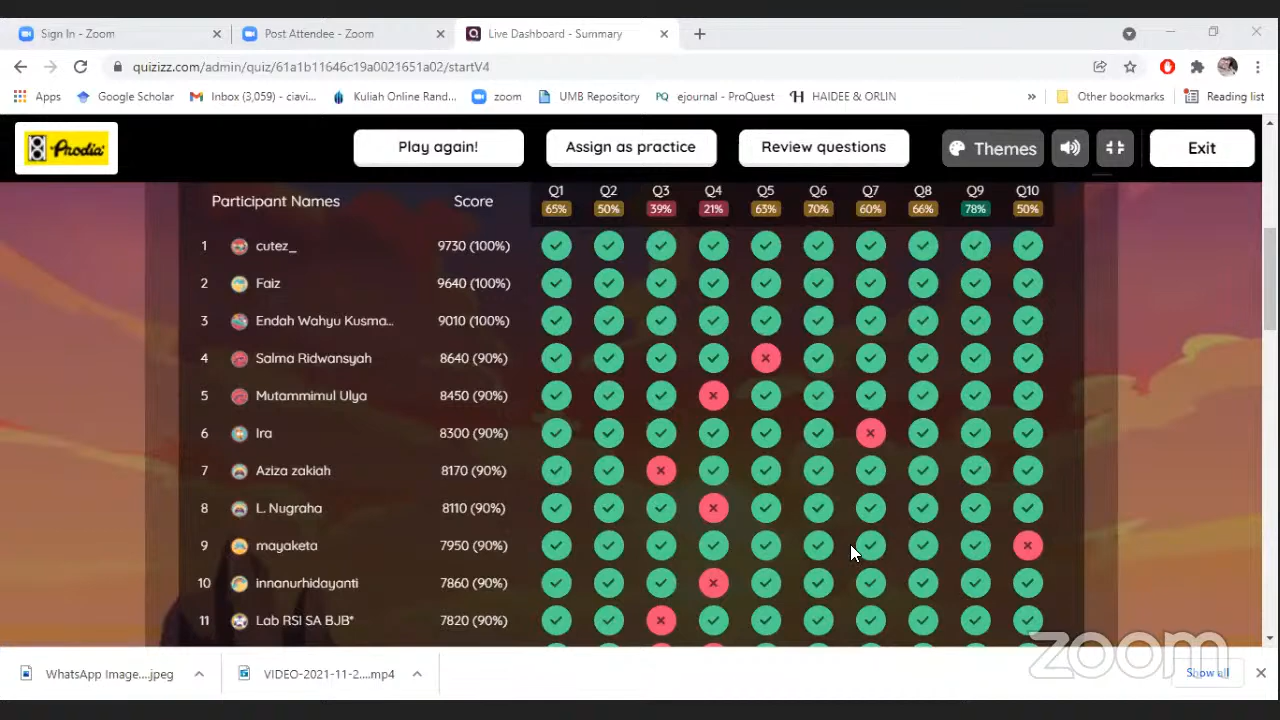 Sign In - Zoom
Post Attendee - Zoom
Live Dashboard - Summary
quizizz.com/admin/quiz/61a1b11646c19a0021651a02/startV4
Apps
Google Scholar
Inbox (3,059) - ciavi...
Kuliah Online Rand...
zoom
UMB Repository
PQ ejournal - ProQuest
HAIDEE & ORLIN
»
Other bookmarks
Reading list
Prodia
Play again!
Assign as practice
Review questions
Themes
Exit
Participant Names Score Q1 Q2 Q3 Q4 Q5 Q6 Q7 Q8 Q9 Q10
65% 50% 39% 21% 63% 70% 60% 66% 78% 50%
1 cutez_ 9730 (100%)
2 Faiz 9640 (100%)
3 Endah Wahyu Kusma... 9010 (100%)
4 Salma Ridwansyah 8640 (90%)
5 Mutammimul Ulya 8450 (90%)
6 Ira 8300 (90%)
7 Aziza zakiah 8170 (90%)
8 L. Nugraha 8110 (90%)
9 mayaketa 7950 (90%)
10 innanurhidayanti 7860 (90%)
11 Lab RSI SA BJB* 7820 (90%)
zoom
WhatsApp Image....jpeg
VIDEO-2021-11-2....mp4
Show all